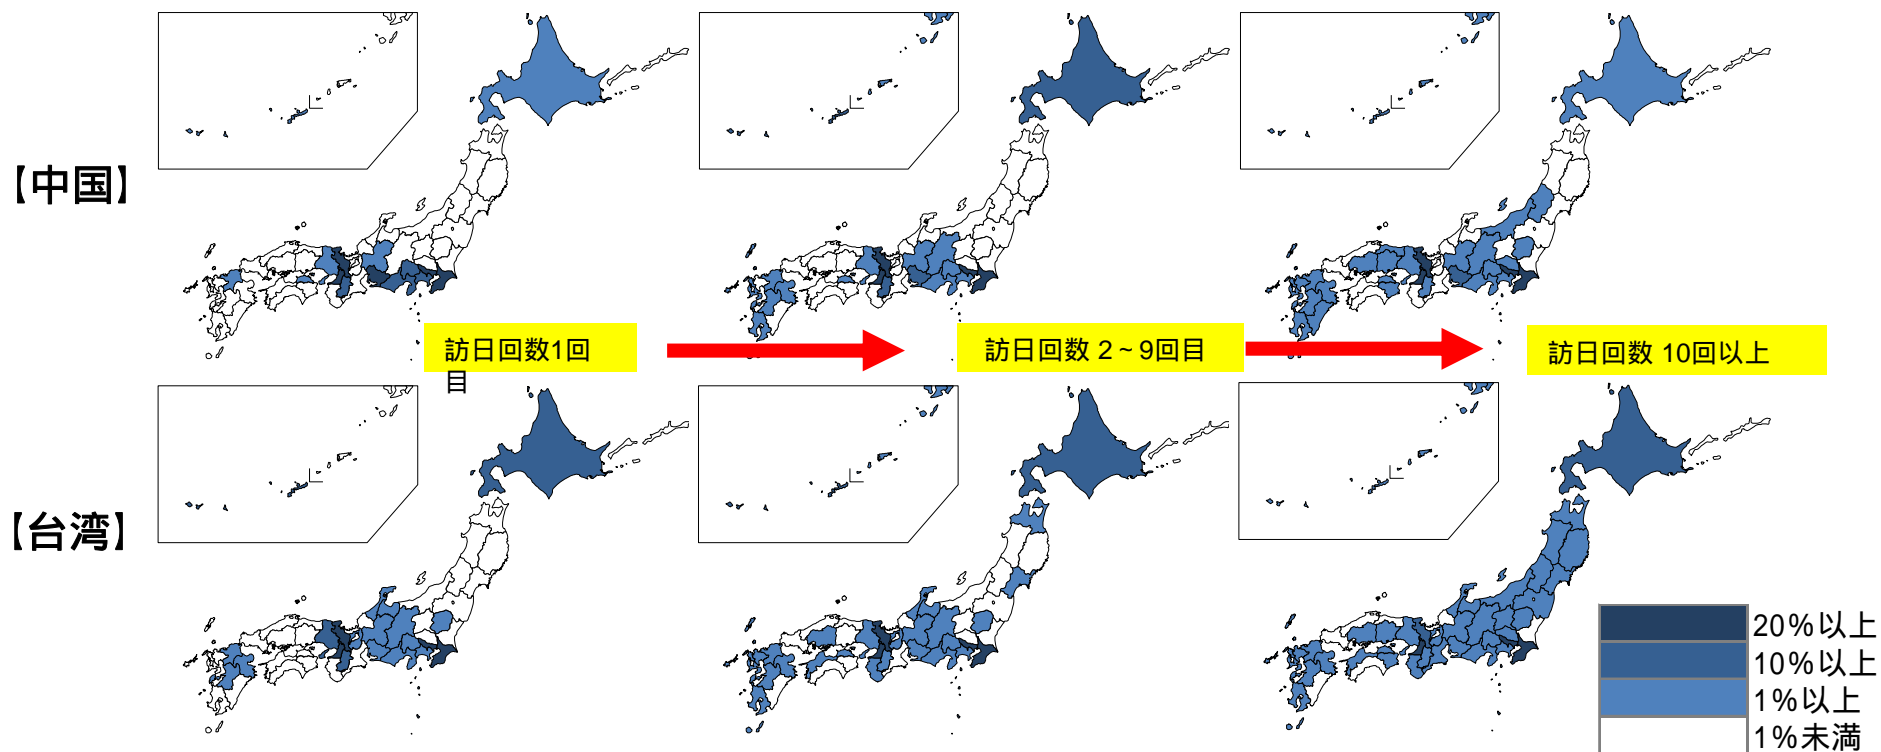 【中国】
訪日回数1回
目
訪日回数 2~9回目
訪日回数 10回以上
【台湾】
20%以上
10%以上
1%以上
1%未満